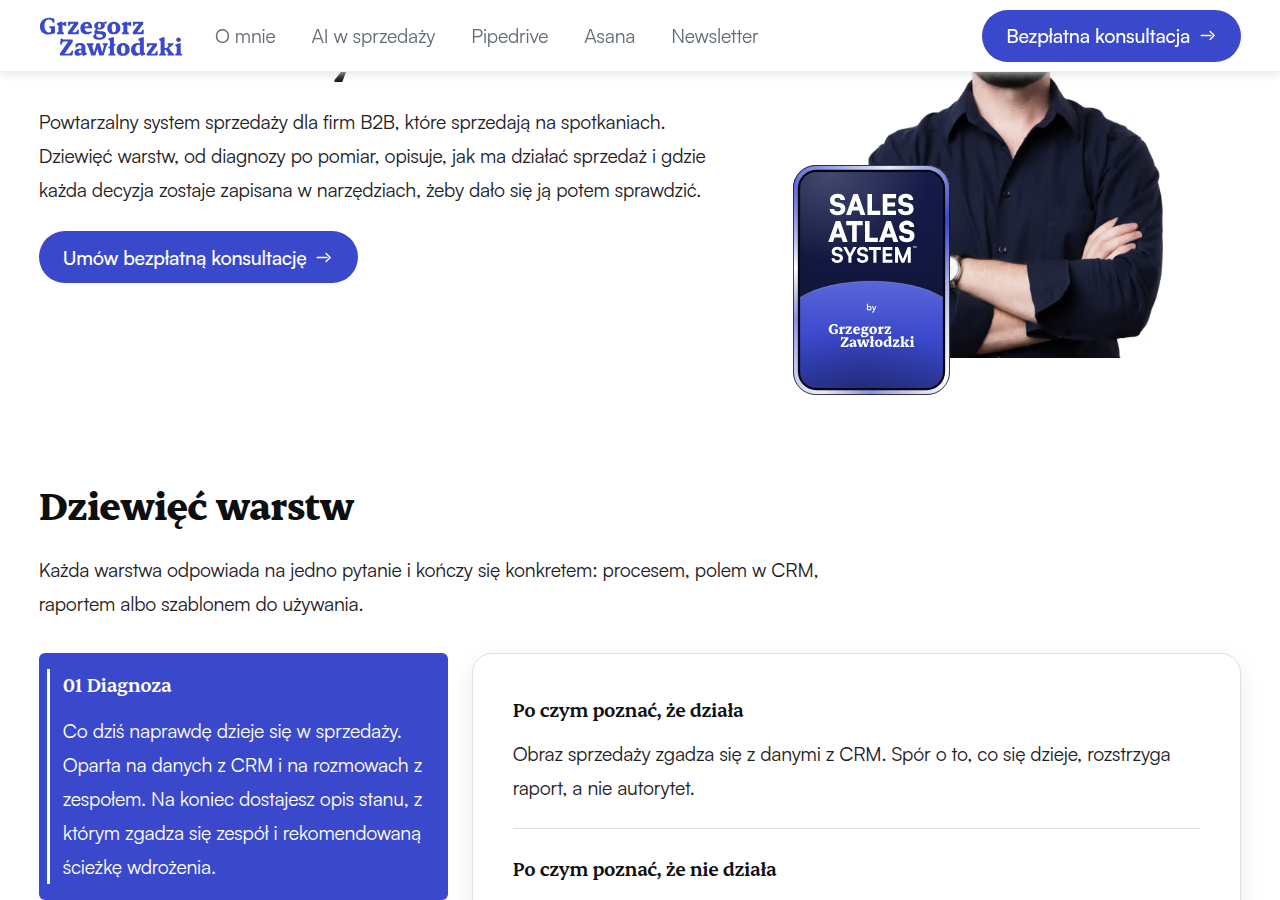 Grzegorz
Zawłodzki
O mnie
AI w sprzedaży
Pipedrive
Asana
Newsletter
Bezpłatna konsultacja →
Powtarzalny system sprzedaży dla firm B2B, które sprzedają na spotkaniach.
Dziewięć warstw, od diagnozy po pomiar, opisuje, jak ma działać sprzedaż i gdzie
każda decyzja zostaje zapisana w narzędziach, żeby dało się ją potem sprawdzić.
Umów bezpłatną konsultację →
SALES
ATLAS
SYSTEM™
by
Grzegorz
Zawłodzki
Dziewięć warstw
Każda warstwa odpowiada na jedno pytanie i kończy się konkretem: procesem, polem w CRM,
raportem albo szablonem do używania.
01 Diagnoza
Co dziś naprawdę dzieje się w sprzedaży.
Oparta na danych z CRM i na rozmowach z
zespołem. Na koniec dostajesz opis stanu, z
którym zgadza się zespół i rekomendowaną
ścieżkę wdrożenia.
Po czym poznać, że działa
Obraz sprzedaży zgadza się z danymi z CRM. Spór o to, co się dzieje, rozstrzyga
raport, a nie autorytet.
Po czym poznać, że nie działa